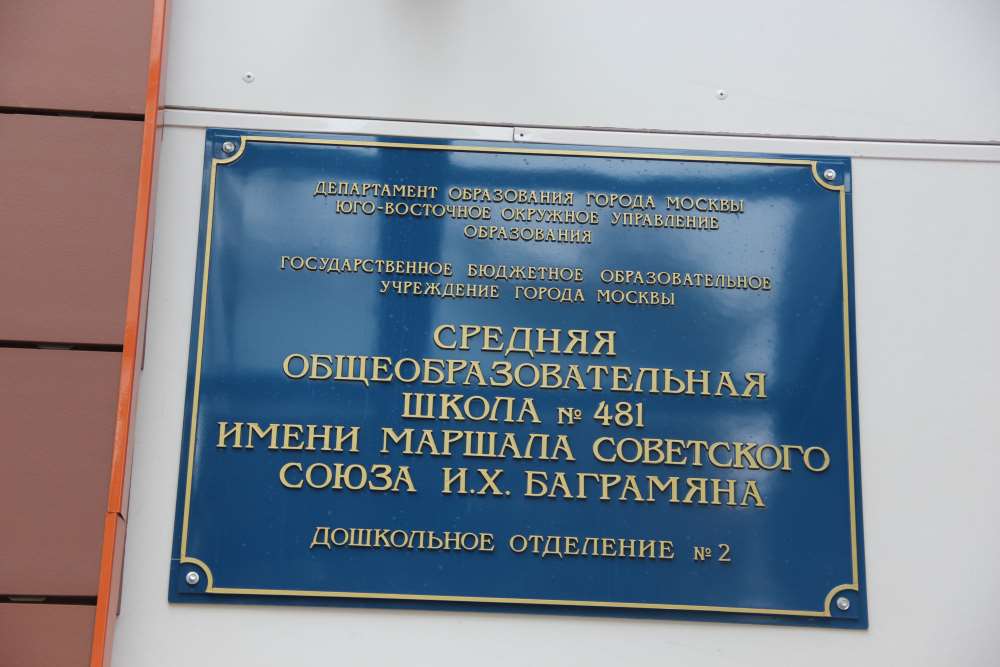 ДЕПАРТАМЕНТ ОБРАЗОВАНИЯ ГОРОДА МОСКВЫ
ЮГО-ВОСТОЧНОЕ ОКРУЖНОЕ УПРАВЛЕНИЕ
ОБРАЗОВАНИЯ
ГОСУДАРСТВЕННОЕ БЮДЖЕТНОЕ ОБРАЗОВАТЕЛЬНОЕ
УЧРЕЖДЕНИЕ ГОРОДА МОСКВЫ
СРЕДНЯЯ
ОБЩЕОБРАЗОВАТЕЛЬНАЯ
ШКОЛА № 481
ИМЕНИ МАРШАЛА СОВЕТСКОГО
СОЮЗА И.Х. БАГРАМЯНА
ДОШКОЛЬНОЕ ОТДЕЛЕНИЕ № 2